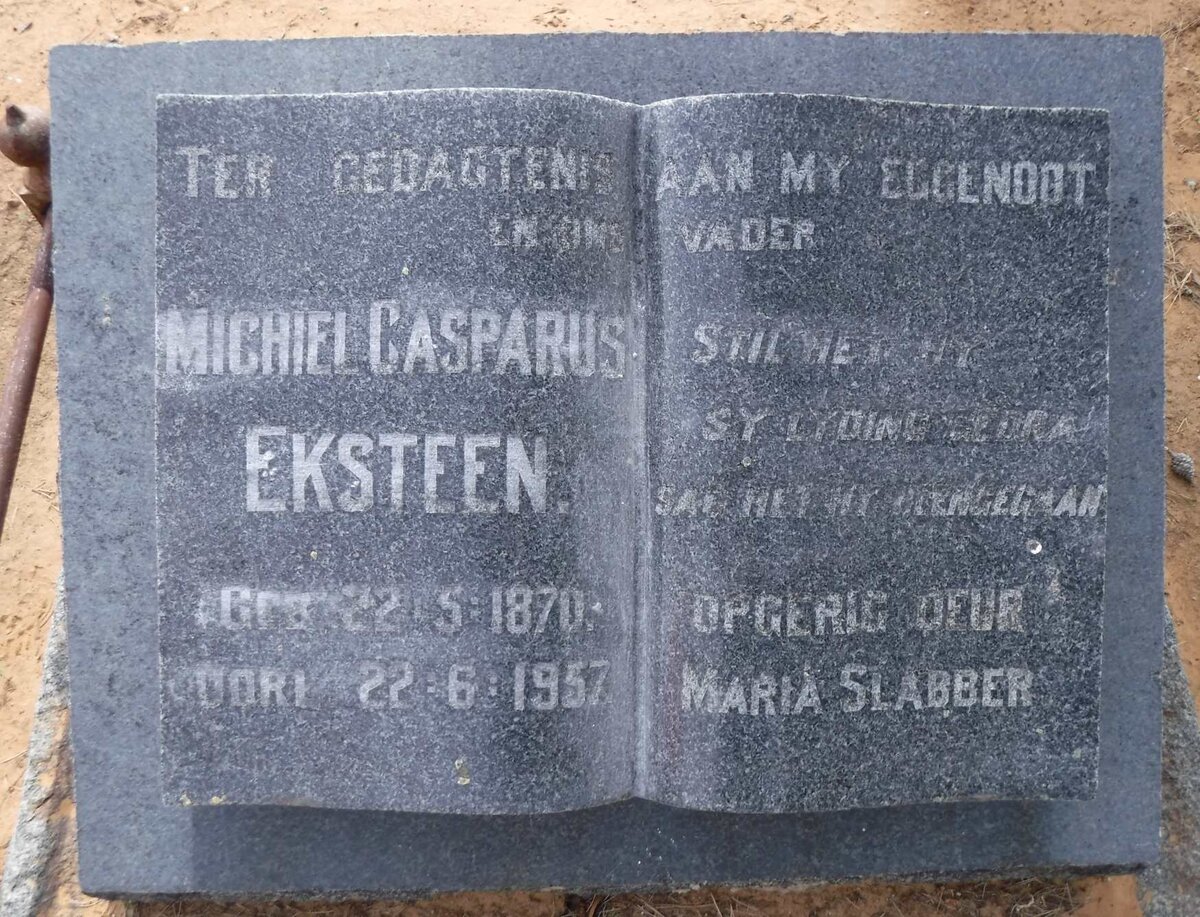 TER GEDAGTENIS AAN MY EGGENOOT
EN ONS VADER
MICHIEL CASPARUS
EKSTEEN.
GEB 22:5:1870.
OORL 22:6:1957
STIL HET HY
SY LYDING GEDRA
SAG HET HY HEENGEGAAN
OPGERIG DEUR
MARIA SLABBER